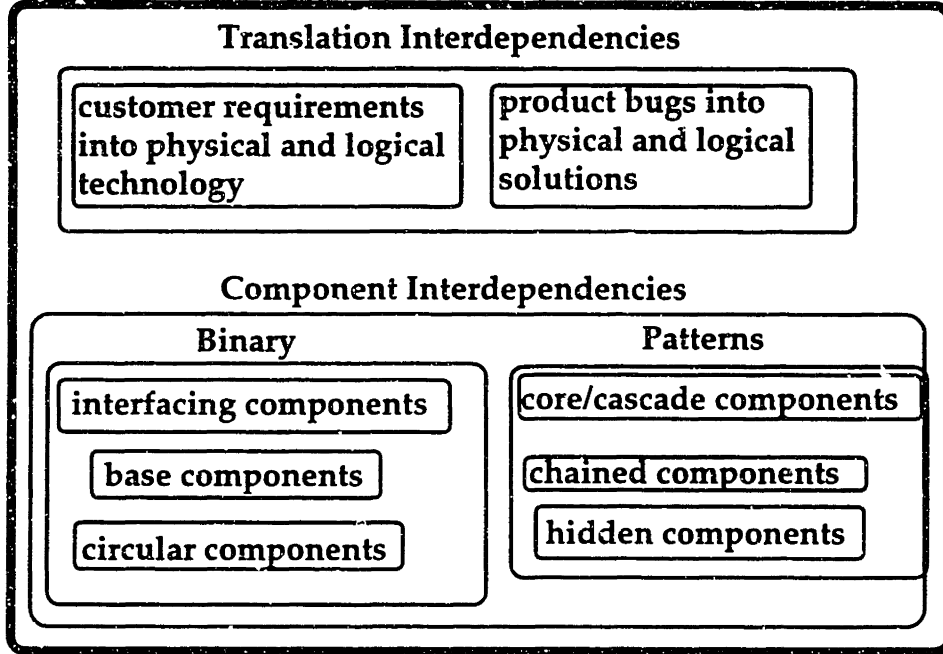 Translation Interdependencies
customer requirements
into physical and logical
technology
product bugs into
physical and logical
solutions
Component Interdependencies
Binary
interfacing components
base components
circular components
Patterns
core/cascade components
chained components
hidden components